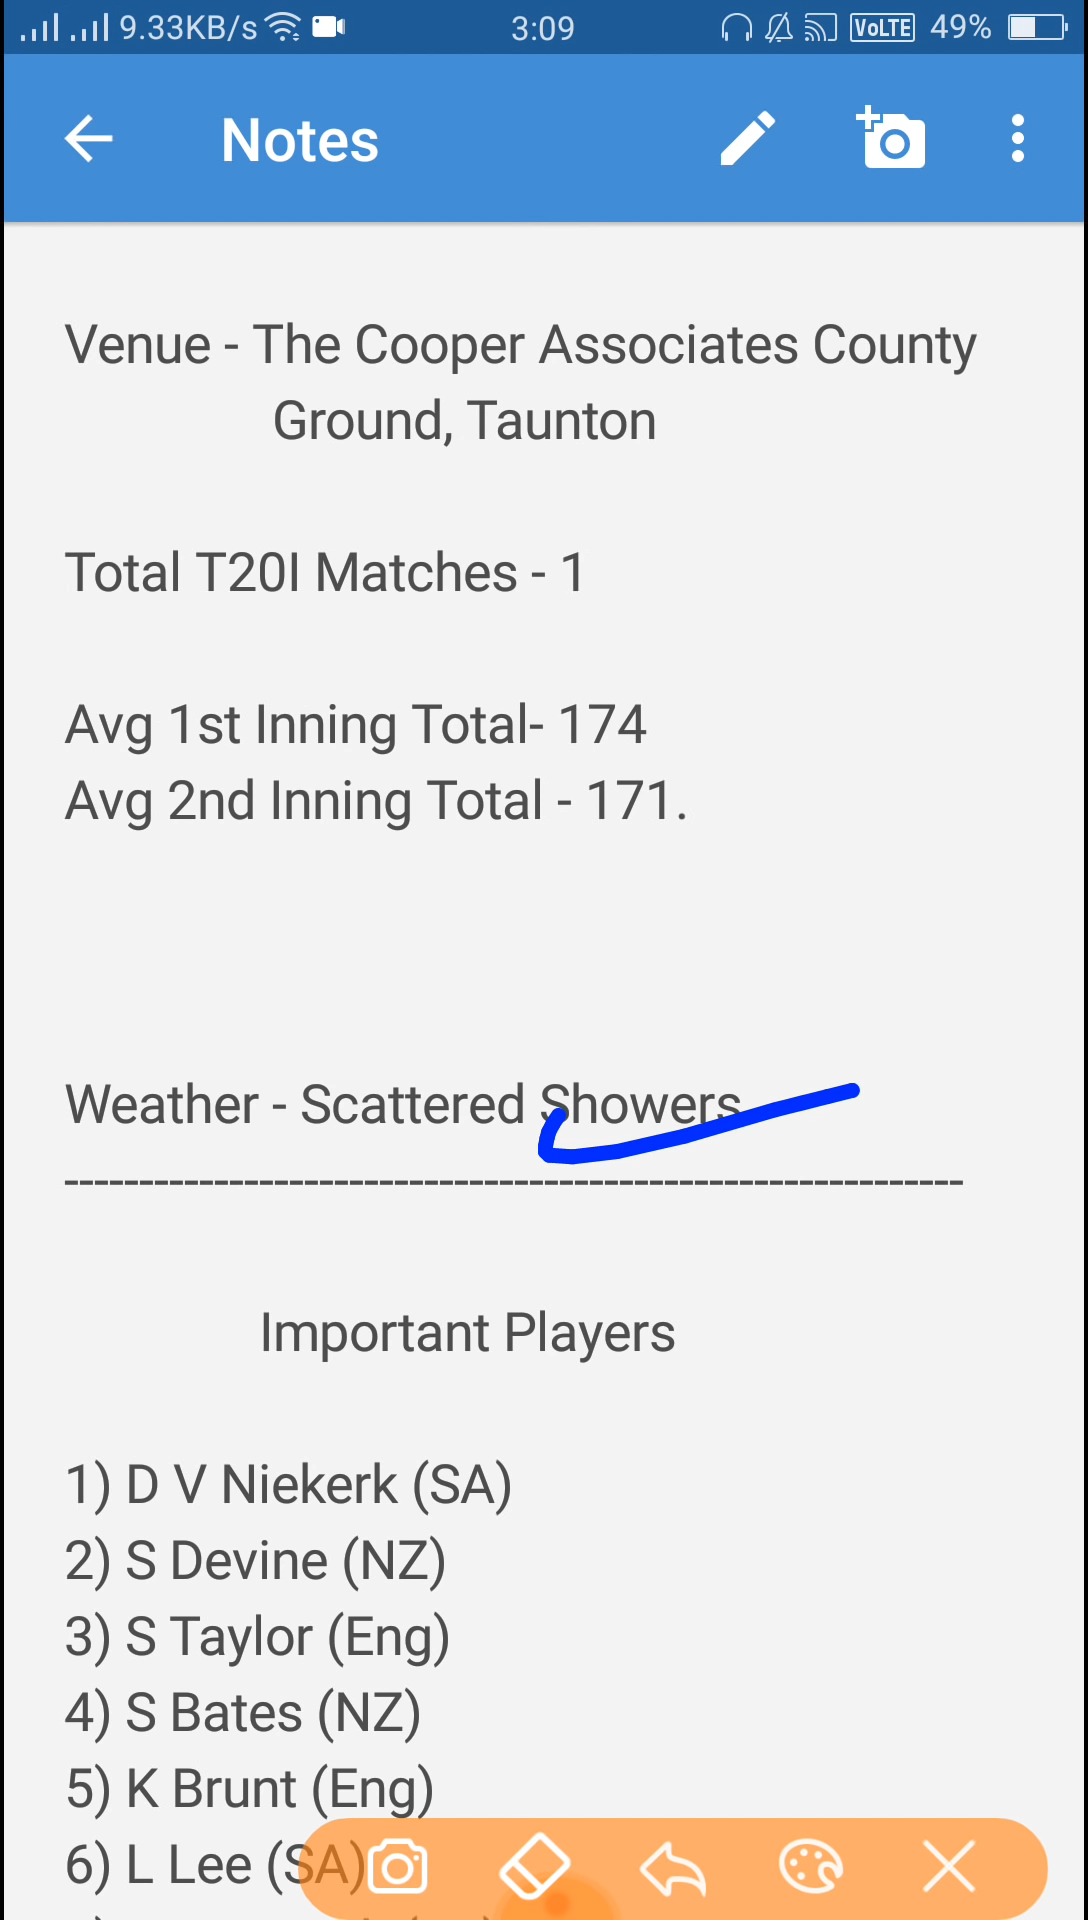 9.33KB/s 3:09 VoLTE 49%
Notes
Venue - The Cooper Associates County
Ground, Taunton
Total T20I Matches - 1
Avg 1st Inning Total- 174
Avg 2nd Inning Total - 171.
Weather - Scattered Showers
------------------------------------------------------------
Important Players
1) D V Niekerk (SA)
2) S Devine (NZ)
3) S Taylor (Eng)
4) S Bates (NZ)
5) K Brunt (Eng)
6) L Lee (SA)